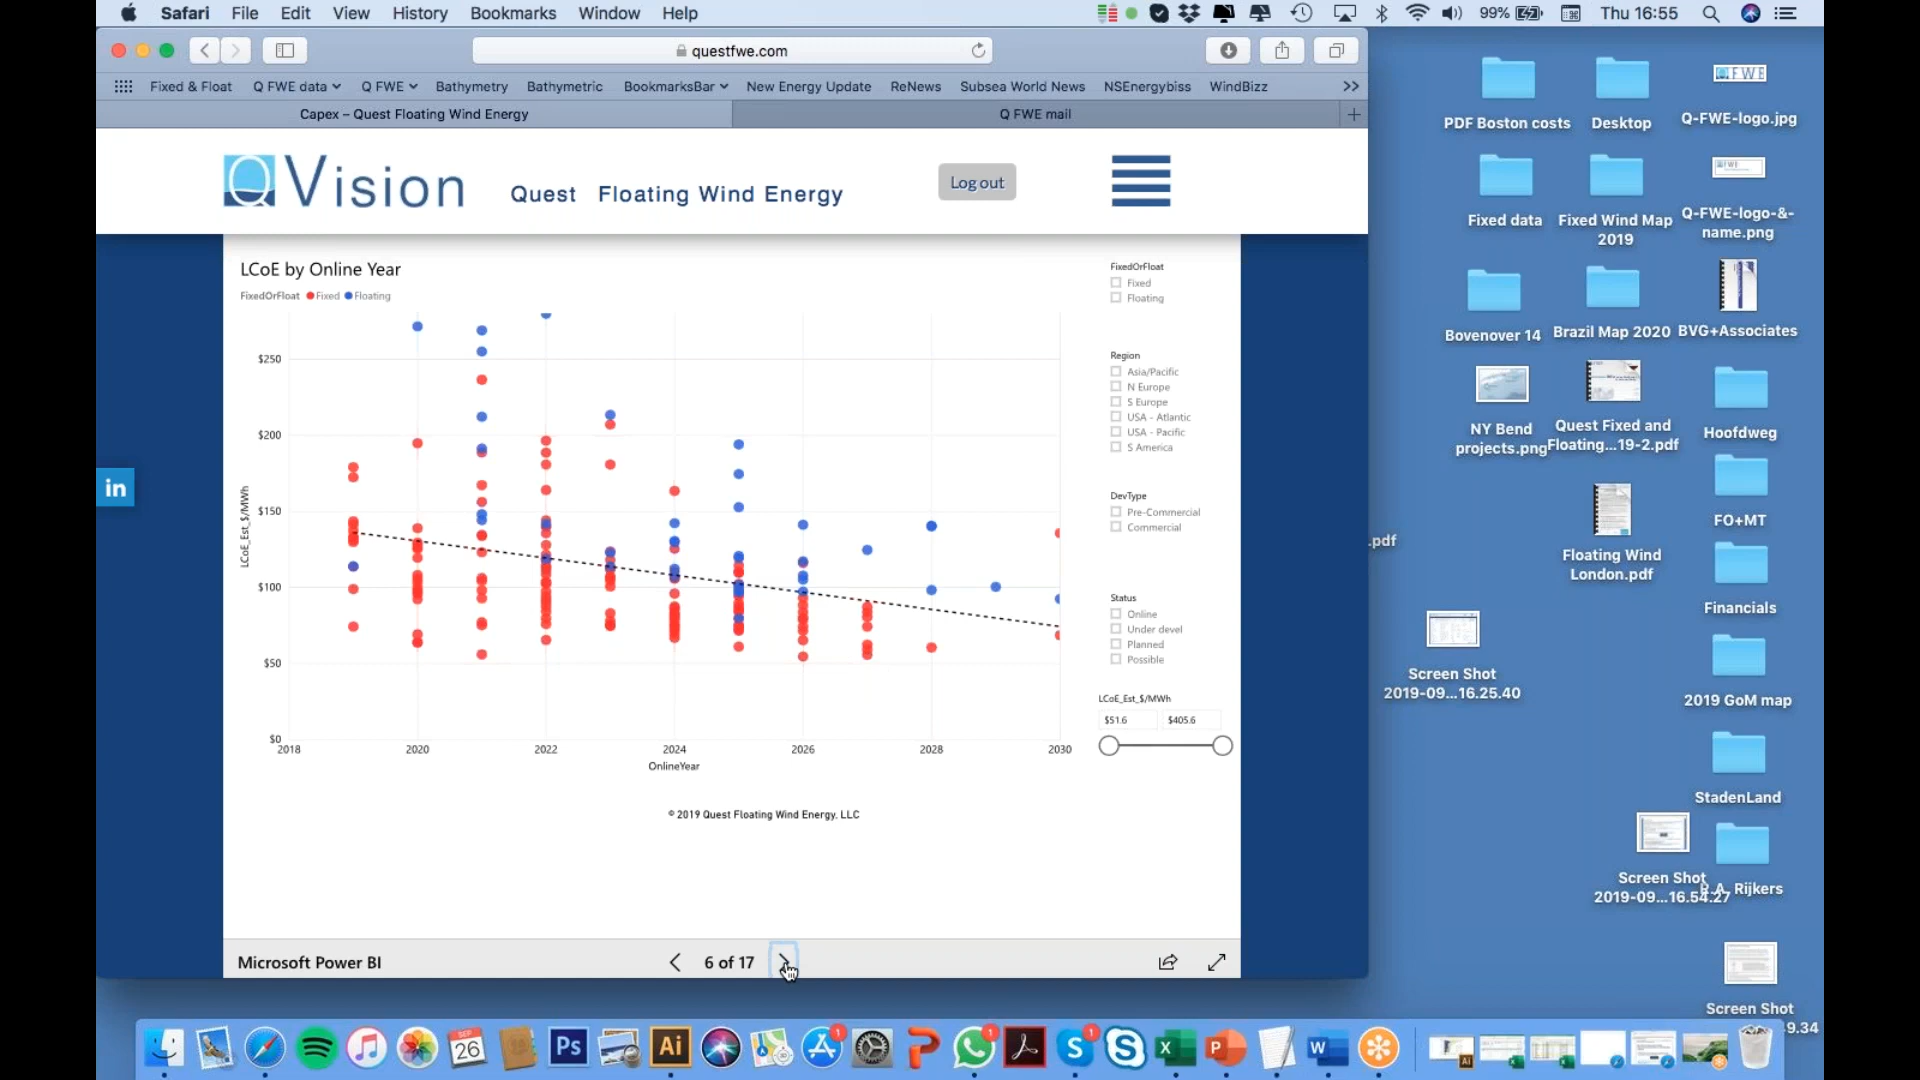 Safari File Edit View History Bookmarks Window Help
99% Thu 16:55
questfwe.com
Fixed & Float Q FWE data Q FWE Bathymetry Bathymetric BookmarksBar New Energy Update ReNews Subsea World News NSEnergybiss WindBizz
Capex – Quest Floating Wind Energy
Q FWE mail
Q Vision Quest Floating Wind Energy
Log out
LCoE by Online Year
FixedOrFloat Fixed Floating
LCoE_Est_$/MWh
$250
$200
$150
$100
$50
$0
2018 2020 2022 2024 2026 2028 2030
OnlineYear
FixedOrFloat
Fixed
Floating
Region
Asia/Pacific
N Europe
S Europe
USA - Atlantic
USA - Pacific
S America
DevType
Pre-Commercial
Commercial
Status
Online
Under devel
Planned
Possible
LCoE_Est_$/MWh
$51.6 $405.6
© 2019 Quest Floating Wind Energy, LLC
Microsoft Power BI
6 of 17
in
PDF Boston costs
Desktop
Q-FWE-logo.jpg
Fixed data
Fixed Wind Map
2019
Q-FWE-logo-&-
name.png
Bovenover 14
Brazil Map 2020
BVG+Associates
NY Bend
projects.png
Quest Fixed and
Floating...19-2.pdf
Hoofdweg
.pdf
Floating Wind
London.pdf
FO+MT
Financials
Screen Shot
2019-09...16.25.40
2019 GoM map
StadenLand
Screen Shot
2019-09...16.54.27
R.A. Rijkers
Screen Shot
9.34
SEP
26
Ps
Ai
1
1
1
S
S
X
P
W